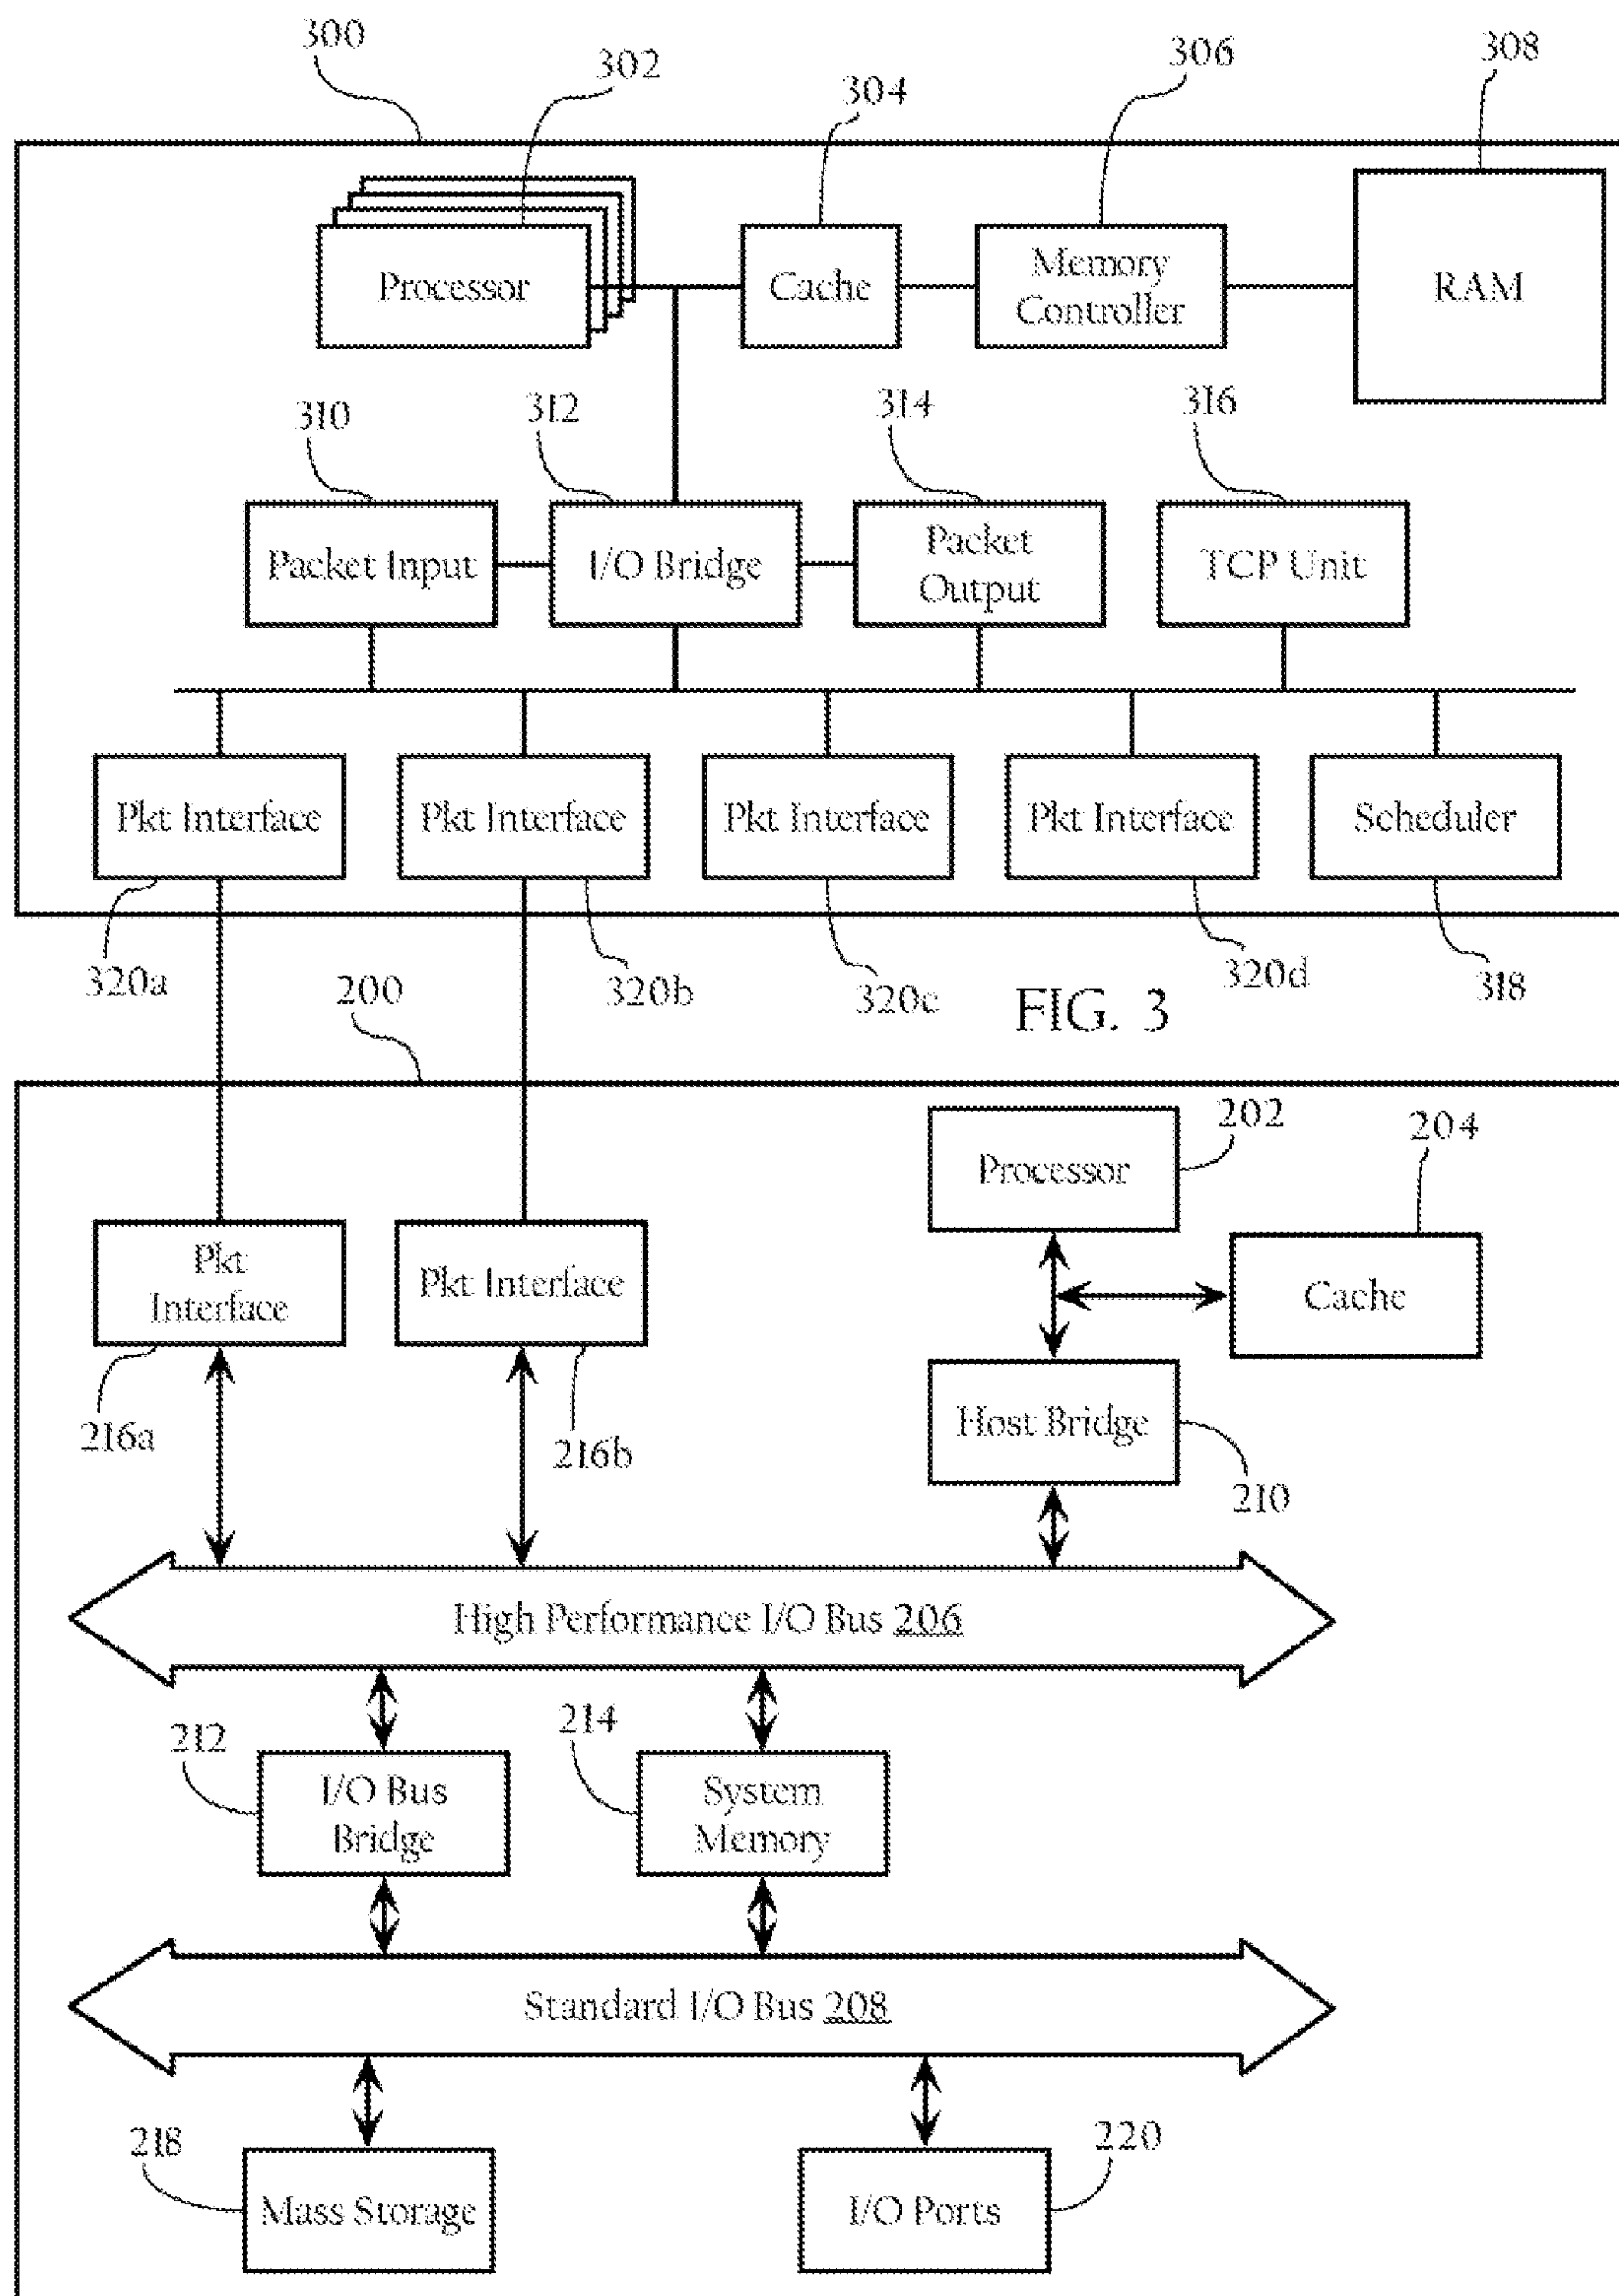 300
302
304
306
308
Processor
Cache
Memory
Controller
RAM
310
312
314
316
Packet Input
I/O Bridge
Packet
Output
TCP Unit
Pkt Interface
Pkt Interface
Pkt Interface
Pkt Interface
Scheduler
320a
320b
320c
320d
318
FIG. 3
200
202
204
Processor
Pkt
Interface
Pkt Interface
Cache
216a
216b
Host Bridge
210
High Performance I/O Bus 206
212
214
I/O Bus
Bridge
System
Memory
Standard I/O Bus 208
218
220
Mass Storage
I/O Ports